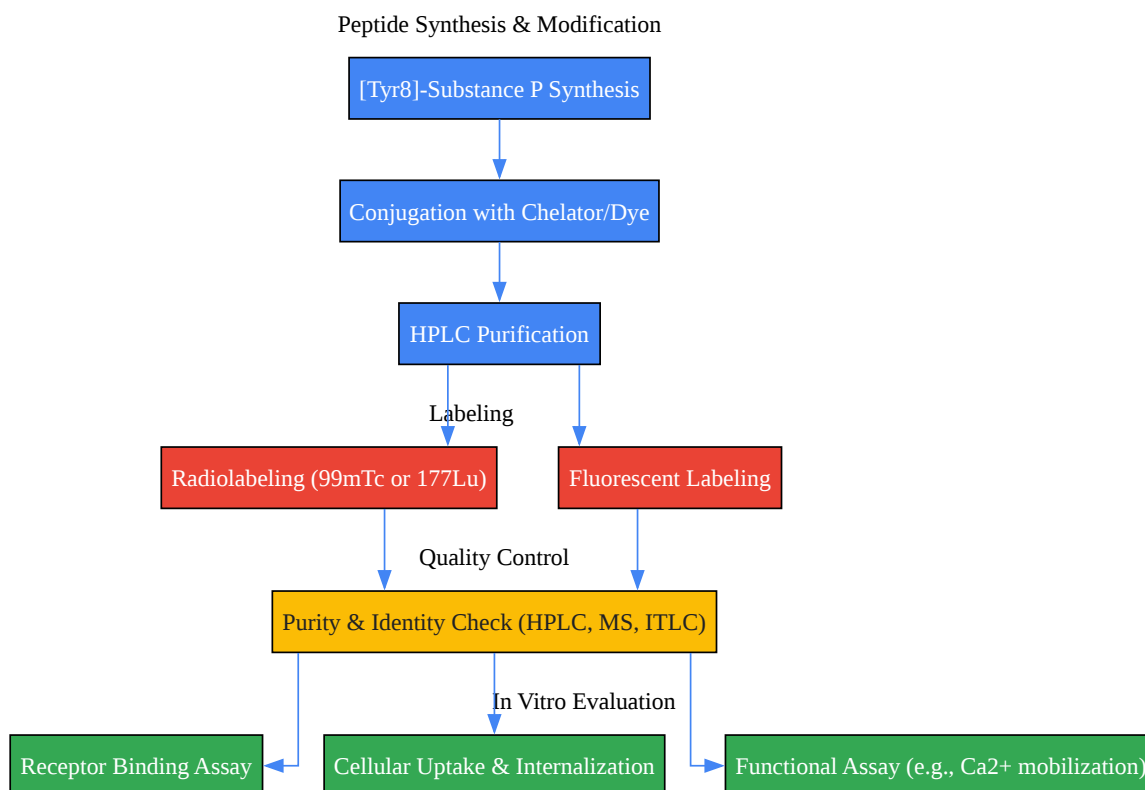 Peptide Synthesis & Modification
[Tyr8]-Substance P Synthesis
Conjugation with Chelator/Dye
HPLC Purification
Labeling
Radiolabeling (99mTc or 177Lu)
Fluorescent Labeling
Quality Control
Purity & Identity Check (HPLC, MS, ITLC)
In Vitro Evaluation
Receptor Binding Assay
Cellular Uptake & Internalization
Functional Assay (e.g., Ca2+ mobilization)